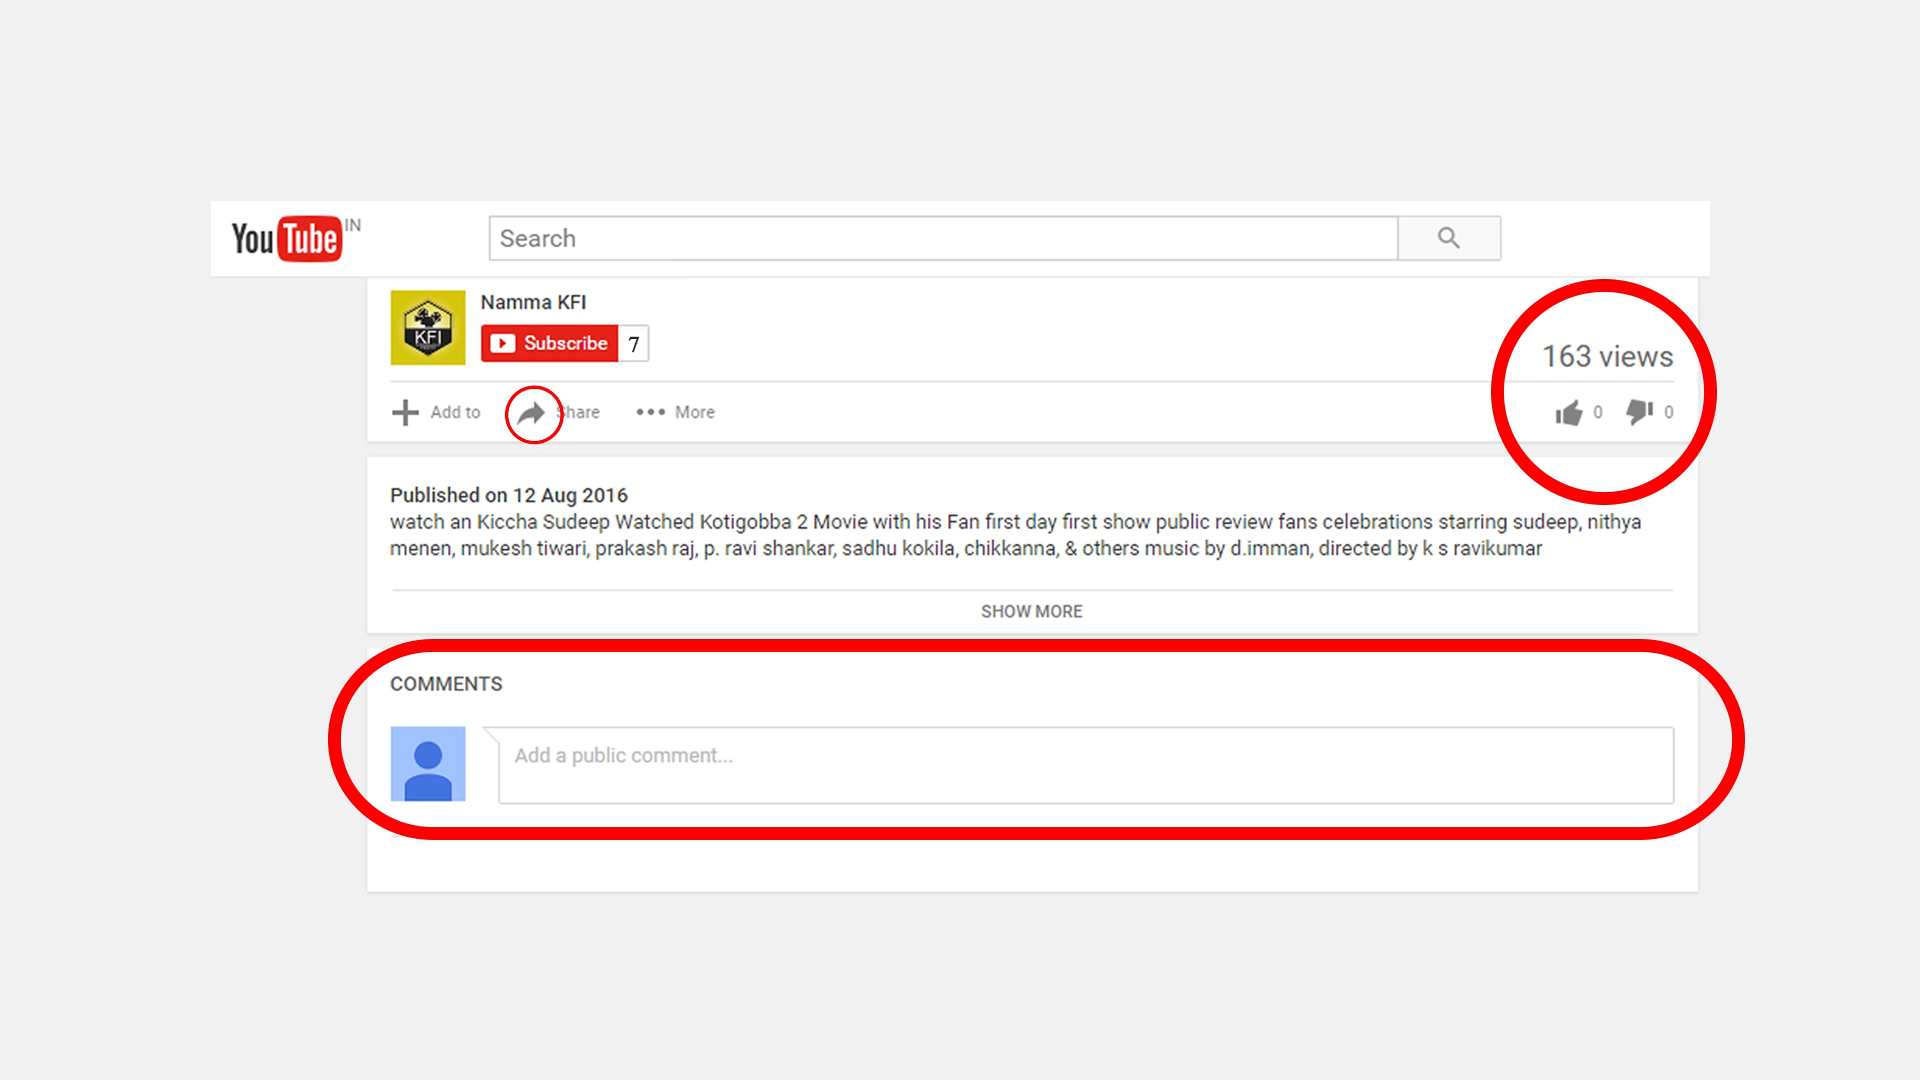 YouTube IN
Search
KFI
Namma KFI
Subscribe 7
163 views
Add to Share More
0 0
Published on 12 Aug 2016
watch an Kiccha Sudeep Watched Kotigobba 2 Movie with his Fan first day first show public review fans celebrations starring sudeep, nithya
menen, mukesh tiwari, prakash raj, p. ravi shankar, sadhu kokila, chikkanna, & others music by d.imman, directed by k s ravikumar
SHOW MORE
COMMENTS
Add a public comment...